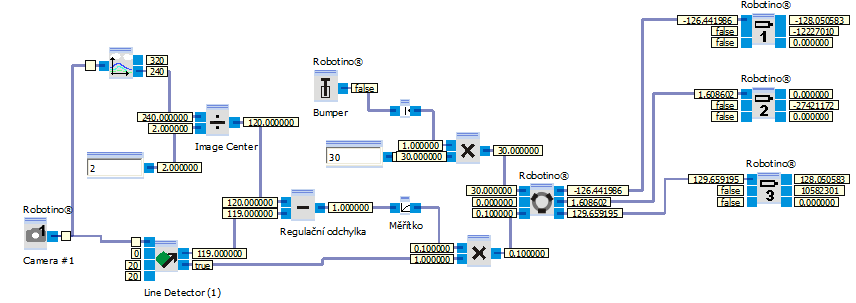 Robotino®
-126.441986
false
false
1
-128.050583
-12227010
0.000000
320
240
Robotino®
false
Bumper
Robotino®
1.608602
false
false
2
0.000000
-27421172
0.000000
240.000000
2.000000
120.000000
Image Center
2
2.000000
30
1.000000
30.000000
30.000000
Robotino®
129.659195
false
false
3
128.050583
10582301
0.000000
Robotino®
30.000000
0.000000
0.100000
-126.441986
1.608602
129.659195
120.000000
119.000000
1.000000
Regulační odchylka
Měřítko
Robotino®
1
Camera #1
0
20
20
119.000000
true
Line Detector (1)
0.100000
1.000000
0.100000